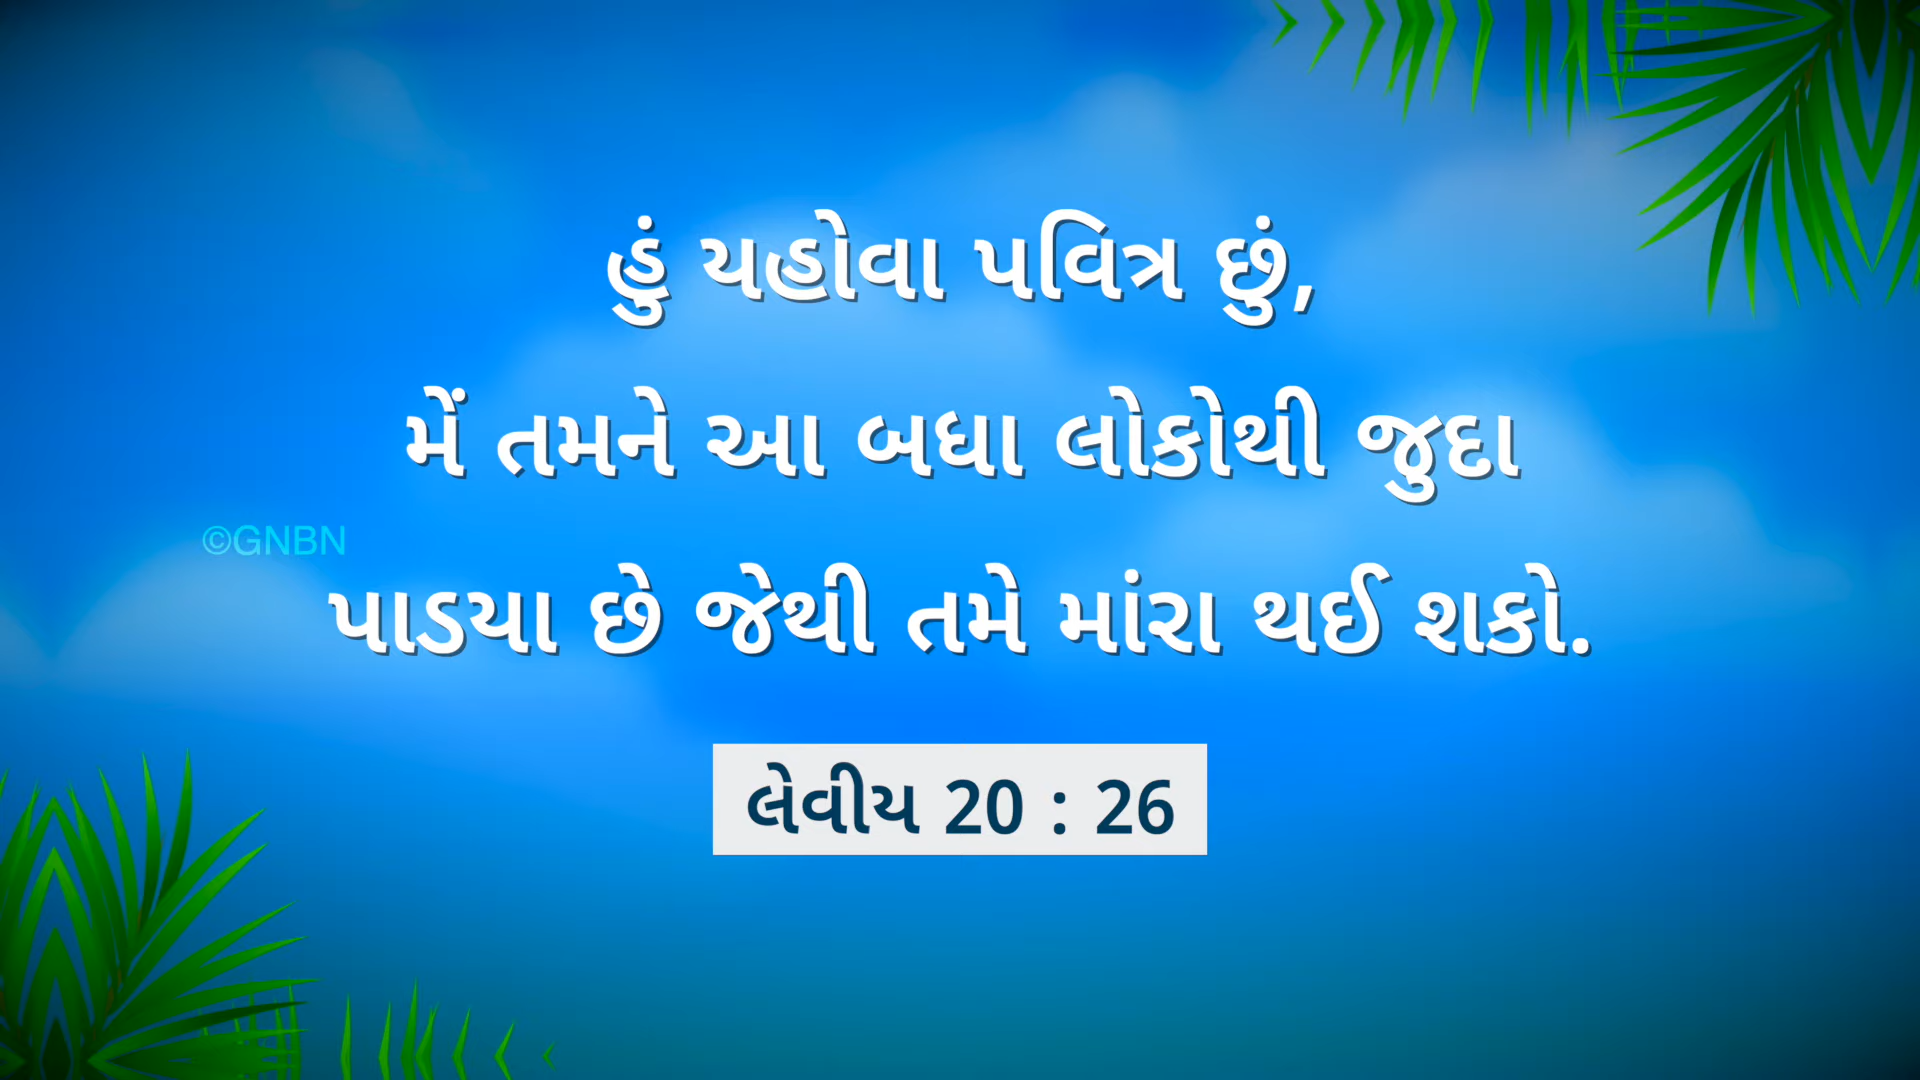 હું યહોવા પવિત્ર છું,
મેં તમને આ બધા લોકોથી જુદા
©GNBN
પાડયા છે જેથી તમે માંરા થઈ શકો.
લેવીય 20 : 26